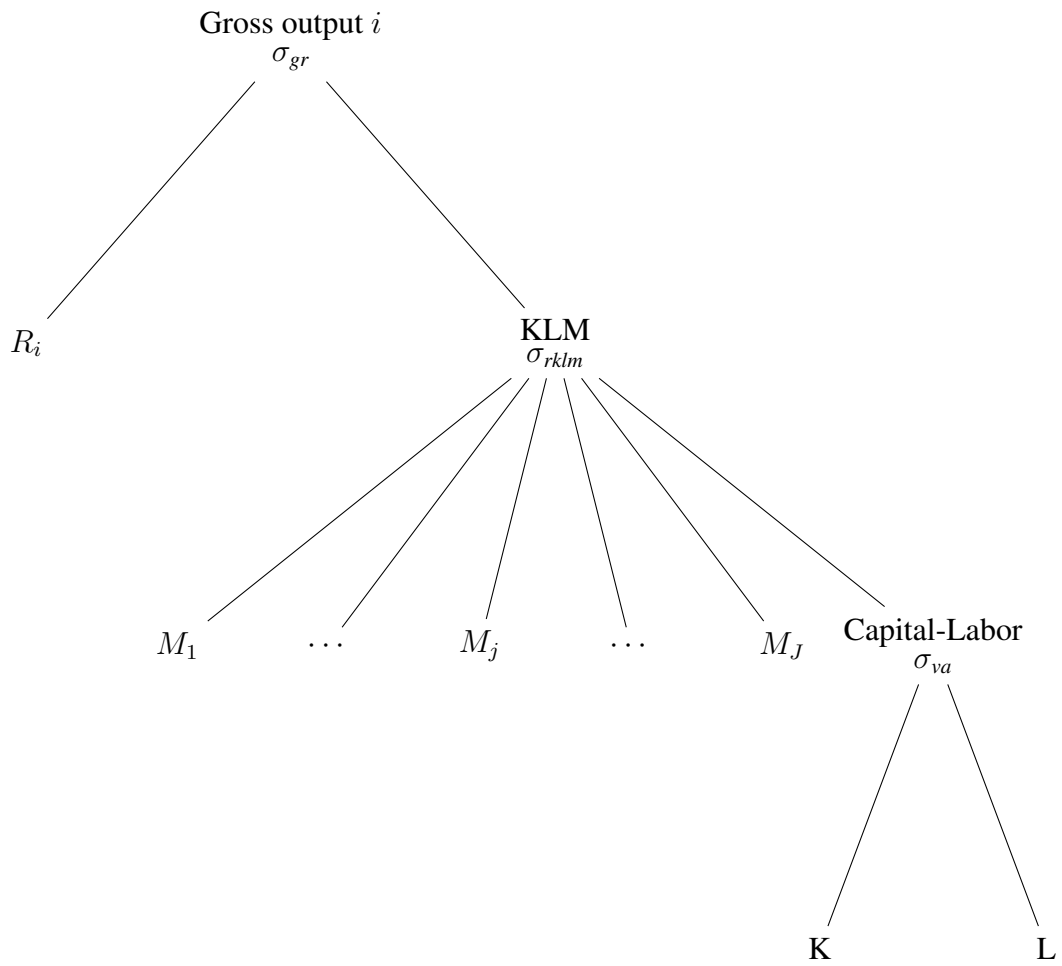 Gross output i
σgr
Ri
KLM
σrklm
M1
···
Mj
···
MJ
Capital-Labor
σva
K
L